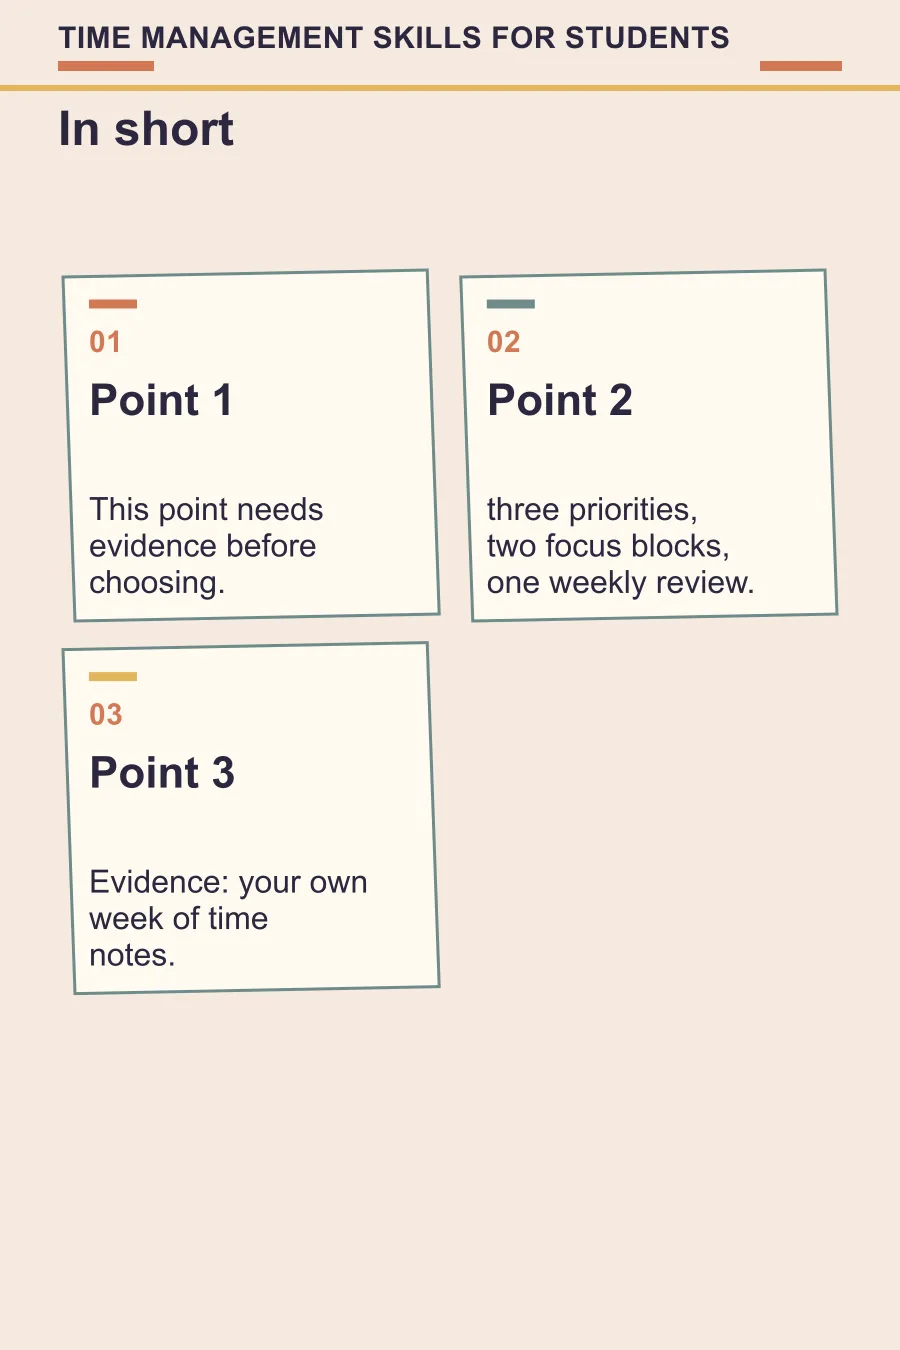 TIME MANAGEMENT SKILLS FOR STUDENTS
In short
01
Point 1
This point needs
evidence before
choosing.
02
Point 2
three priorities,
two focus blocks,
one weekly review.
03
Point 3
Evidence: your own
week of time
notes.